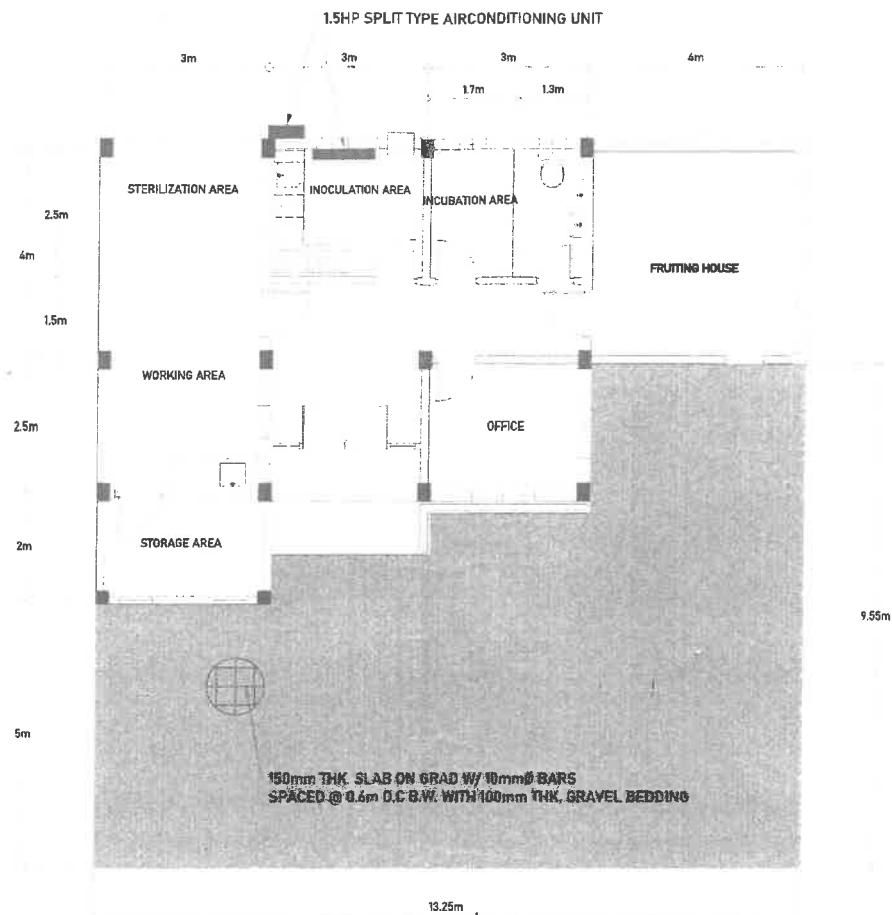 1.5HP SPLIT TYPE AIRCONDITIONING UNIT
3m
3m
3m
4m
1.7m
1.3m
STERILIZATION AREA
INOCULATION AREA
INCUBATION AREA
2.5m
4m
FRUITING HOUSE
1.5m
WORKING AREA
2.5m
OFFICE
2m
STORAGE AREA
9.55m
5m
150mm THK. SLAB ON GRAD W/ 10mmØ BARS
SPACED @ 0.6m O.C B.W. WITH 100mm THK, GRAVEL BEDDING
13.25m